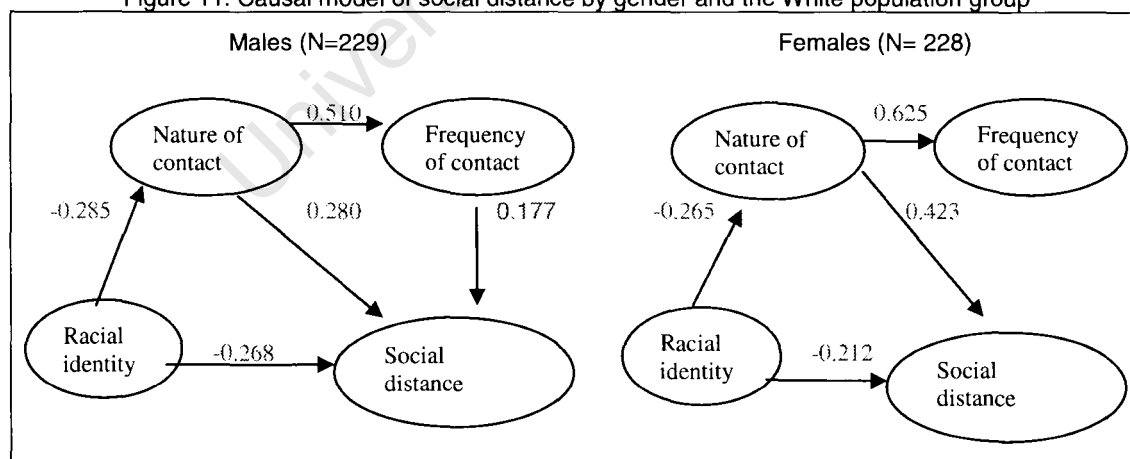 Figure 11: Causal model of social distance by gender and the White population group
Males (N=229)
Females (N= 228)
Nature of
contact
0.510
Frequency
of contact
-0.285
0.280
0.177
Racial
identity
-0.268
Social
distance
Nature of
contact
0.625
Frequency
of contact
-0.265
0.423
Racial
identity
-0.212
Social
distance
Univer